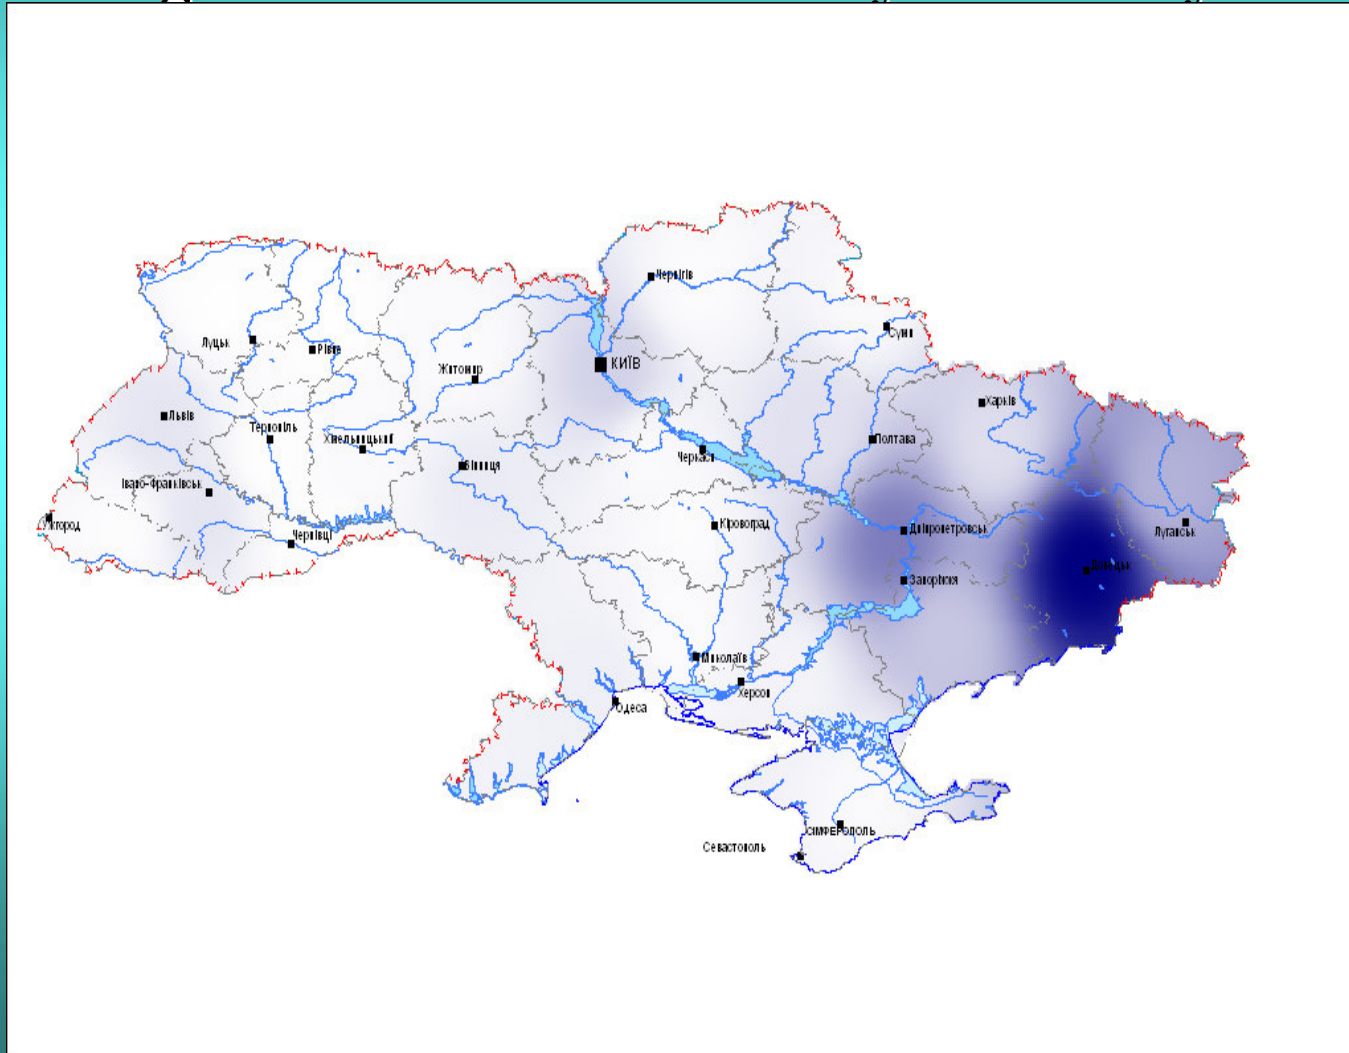 Чернігів
Суми
Луцьк
Рівне
КИЇВ
Житомир
Харків
Львів
Тернопіль
Хмельницький
Полтава
Черкаси
Вінниця
Івано-Франківськ
Ужгород
Кіровоград
Дніпропетровськ
Луганськ
Чернівці
Донецьк
Запоріжжя
Миколаїв
Херсон
Одеса
СІМФЕРОПОЛЬ
Севастополь